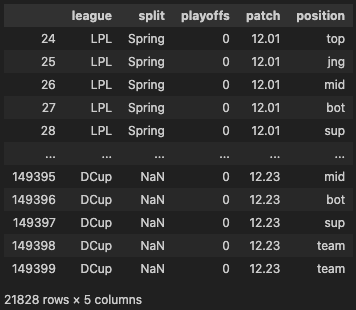 league split playoffs patch position
24 LPL Spring 0 12.01 top
25 LPL Spring 0 12.01 jng
26 LPL Spring 0 12.01 mid
27 LPL Spring 0 12.01 bot
28 LPL Spring 0 12.01 sup
... ... ... ... ... ...
149395 DCup NaN 0 12.23 mid
149396 DCup NaN 0 12.23 bot
149397 DCup NaN 0 12.23 sup
149398 DCup NaN 0 12.23 team
149399 DCup NaN 0 12.23 team
21828 rows × 5 columns